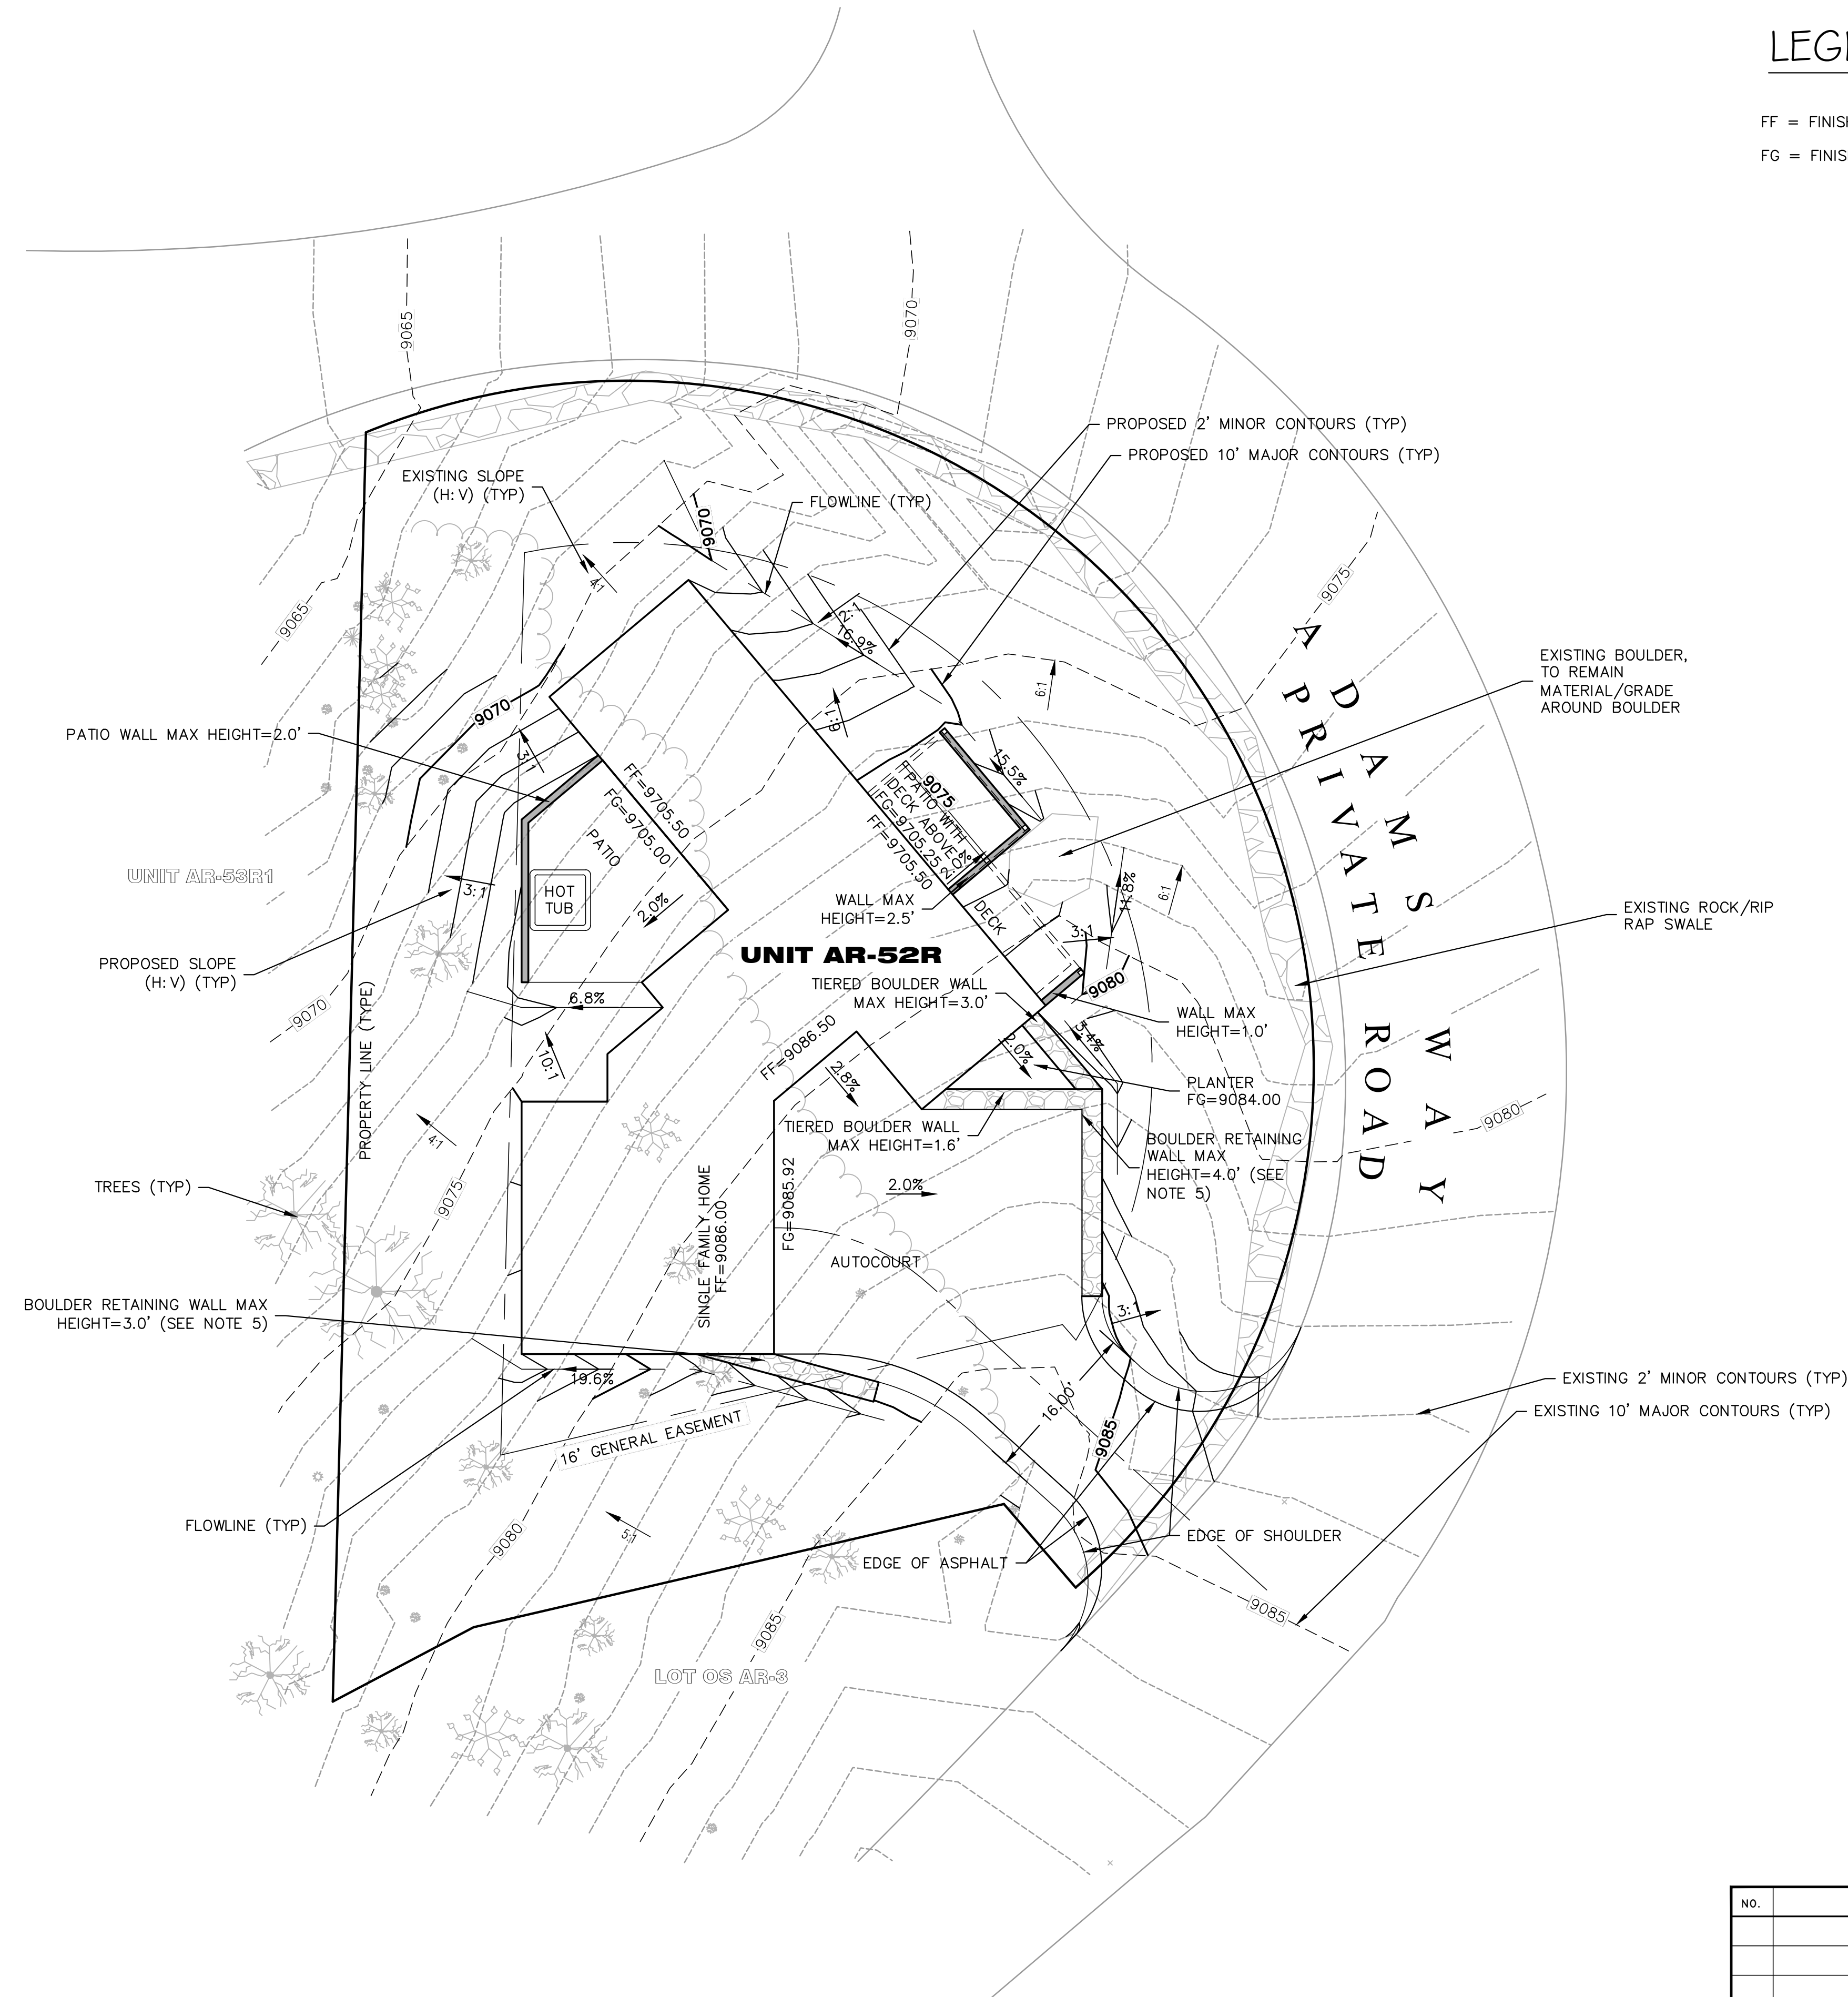 LEG
FF = FINIS
FG = FINIS
9065
9070
PROPOSED 2' MINOR CONTOURS (TYP)
PROPOSED 10' MAJOR CONTOURS (TYP)
EXISTING SLOPE
(H:V) (TYP)
FLOWLINE (TYP)
9070
4:1
9075
9065
2:1
16.9%
A
PRIVATE ROAD
ADAMS WAY
EXISTING BOULDER,
TO REMAIN
MATERIAL/GRADE
AROUND BOULDER
6:1
9070
6:1
PATIO WALL MAX HEIGHT=2.0'
3:1
FF=9705.50
FG=9705.00'
PATIO
15.5%
9075
PATIO WITH
DECK ABOVE
FG=9705.25
FF=9705.50
UNIT AR-53R1
3:1
HOT
TUB
2.0%
WALL MAX
HEIGHT=2.5'
DECK
11.8%
6:1
EXISTING ROCK/RIP
RAP SWALE
3:1
UNIT AR-52R
PROPOSED SLOPE
(H:V) (TYP)
TIERED BOULDER WALL
MAX HEIGHT=3.0'
9080
6.8%
9070
PROPERTY LINE (TYPE)
WALL MAX
HEIGHT=1.0'
FF=9086.50
3.4%
2.0%
10:1
2.8%
PLANTER
FG=9084.00
9080
4:1
TIERED BOULDER WALL
MAX HEIGHT=1.6'
BOULDER RETAINING
WALL MAX
HEIGHT=4.0' (SEE
NOTE 5)
TREES (TYP)
9075
2.0%
SINGLE FAMILY HOME
FF=9086.00
FG=9085.92
AUTOCOURT
BOULDER RETAINING WALL MAX
HEIGHT=3.0' (SEE NOTE 5)
3:1
19.6%
EXISTING 2' MINOR CONTOURS (TYP)
16.00'
EXISTING 10' MAJOR CONTOURS (TYP)
16' GENERAL EASEMENT
9085
FLOWLINE (TYP)
5:1
9080
EDGE OF SHOULDER
EDGE OF ASPHALT
9085
9085
LOT OS AR-3
NO.